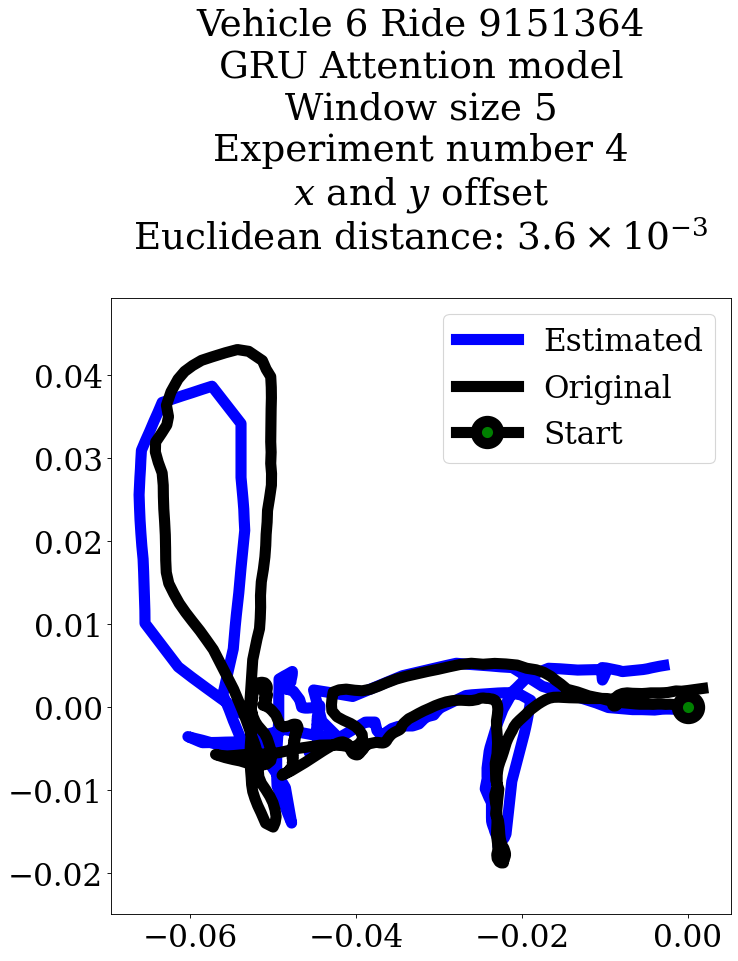 Vehicle 6 Ride 9151364
GRU Attention model
Window size 5
Experiment number 4
x and y offset
Euclidean distance: 3.6 × 10⁻³
Estimated
Original
Start
0.04
0.03
0.02
0.01
0.00
−0.01
−0.02
−0.06 −0.04 −0.02 0.00